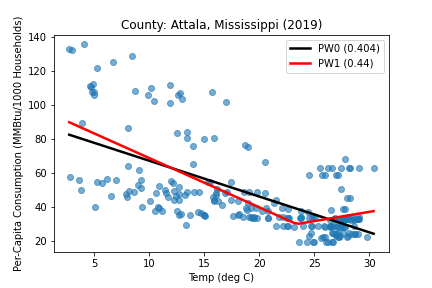 County: Attala, Mississippi (2019)
PW0 (0.404)
PW1 (0.44)
Per-Capita Consumption (MMBtu/1000 Households)
140
120
100
80
60
40
20
5 10 15 20 25 30
Temp (deg C)